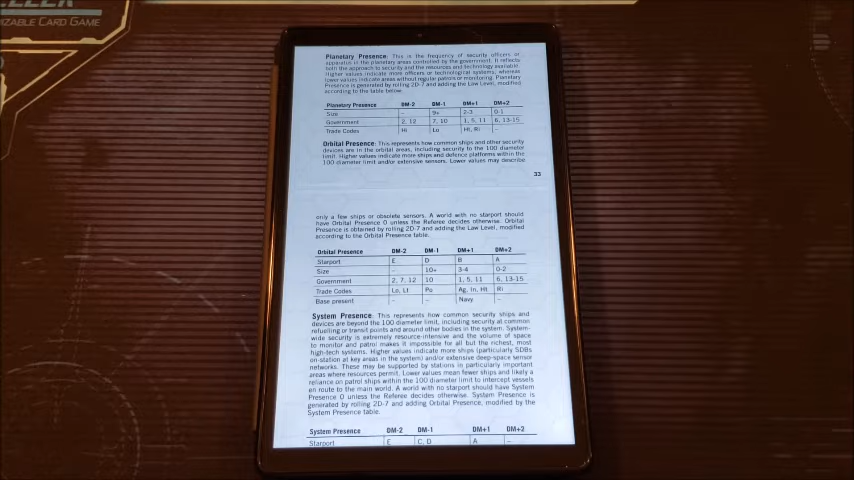 IZABLE CARD GAME
Planetary Presence: This is the frequency of security officers or
apparatus in the planetary areas controlled by the government. It reflects
both the approach to security and the resources and technology available.
Higher values indicate more officers or technological systems, whereas
lower values indicate areas without regular patrols or monitoring. Planetary
Presence is generated by rolling 2D-7 and adding the Law Level, modified
according to the table below.
Planetary Presence DM-2 DM-1 DM+1 DM+2
Size – 9+ 2-3 0-1
Government 2, 12 7, 10 1, 5, 11 6, 13-15
Trade Codes Hi Lo Ht, Ri –
Orbital Presence: This represents how common ships and other security
devices are in the orbital areas, including security to the 100 diameter
limit. Higher values indicate more ships and defence platforms within the
100 diameter limit and/or extensive sensors. Lower values may describe
33
only a few ships or obsolete sensors. A world with no starport should
have Orbital Presence 0 unless the Referee decides otherwise. Orbital
Presence is obtained by rolling 2D-7 and adding the Law Level, modified
according to the Orbital Presence table.
Orbital Presence DM-2 DM-1 DM+1 DM+2
Starport E D B A
Size – 10+ 3-4 0-2
Government 2, 7, 12 10 1, 5, 11 6, 13-15
Trade Codes Lo, Lt Po Ag, In, Ht Ri
Base present – – Navy –
System Presence: This represents how common security ships and
devices are beyond the 100 diameter limit, including security at common
refuelling or transit points and around other bodies in the system. System-
wide security is extremely resource-intensive and the volume of space
to monitor and patrol makes it impossible for all but the richest, most
high-tech systems. Higher values indicate more ships (particularly SDBs
on-station at key areas in the system) and/or extensive deep-space sensor
networks. These may be supported by stations in particularly important
areas where resources permit. Lower values mean fewer ships and likely a
reliance on patrol ships within the 100 diameter limit to intercept vessels
en route to the main world. A world with no starport should have System
Presence 0 unless the Referee decides otherwise. System Presence is
generated by rolling 2D-7 and adding Orbital Presence, modified by the
System Presence table.
System Presence DM-2 DM-1 DM+1 DM+2
Starport E C, D A –